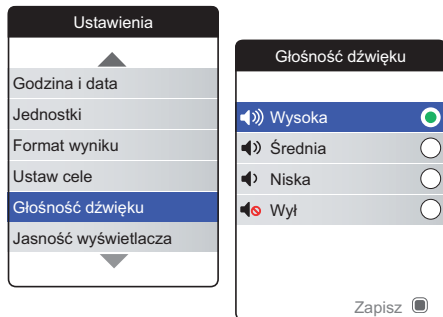 Ustawienia
Godzina i data
Jednostki
Format wyniku
Ustaw cele
Głośność dźwięku
Jasność wyświetlacza
Głośność dźwięku
Wysoka
Średnia
Niska
Wył
Zapisz